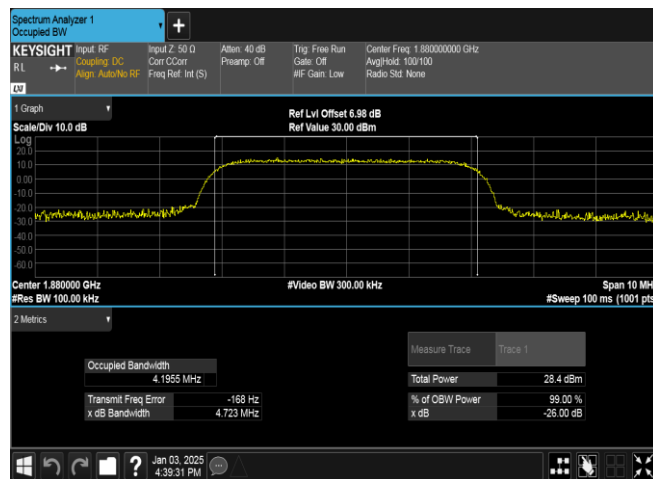 Spectrum Analyzer 1
Occupied BW
+
KEYSIGHT
RL
LXI
Input: RF
Coupling: DC
Align: Auto/No RF
Input Z: 50 Ω
Corr CCorr
Freq Ref: Int (S)
Atten: 40 dB
Preamp: Off
Trig: Free Run
Gate: Off
#IF Gain: Low
Center Freq: 1.880000000 GHz
Avg|Hold: 100/100
Radio Std: None
1 Graph
Scale/Div 10.0 dB
Ref Lvl Offset 6.98 dB
Ref Value 30.00 dBm
Log
20.0
10.0
0.00
-10.0
-20.0
-30.0
-40.0
-50.0
-60.0
Center 1.880000 GHz
#Res BW 100.00 kHz
#Video BW 300.00 kHz
Span 10 MH
#Sweep 100 ms (1001 pts
2 Metrics
Measure Trace
Trace 1
Occupied Bandwidth
4.1955 MHz
Total Power 28.4 dBm
Transmit Freq Error -168 Hz
% of OBW Power 99.00 %
x dB Bandwidth 4.723 MHz
x dB -26.00 dB
?
Jan 03, 2025
4:39:31 PM